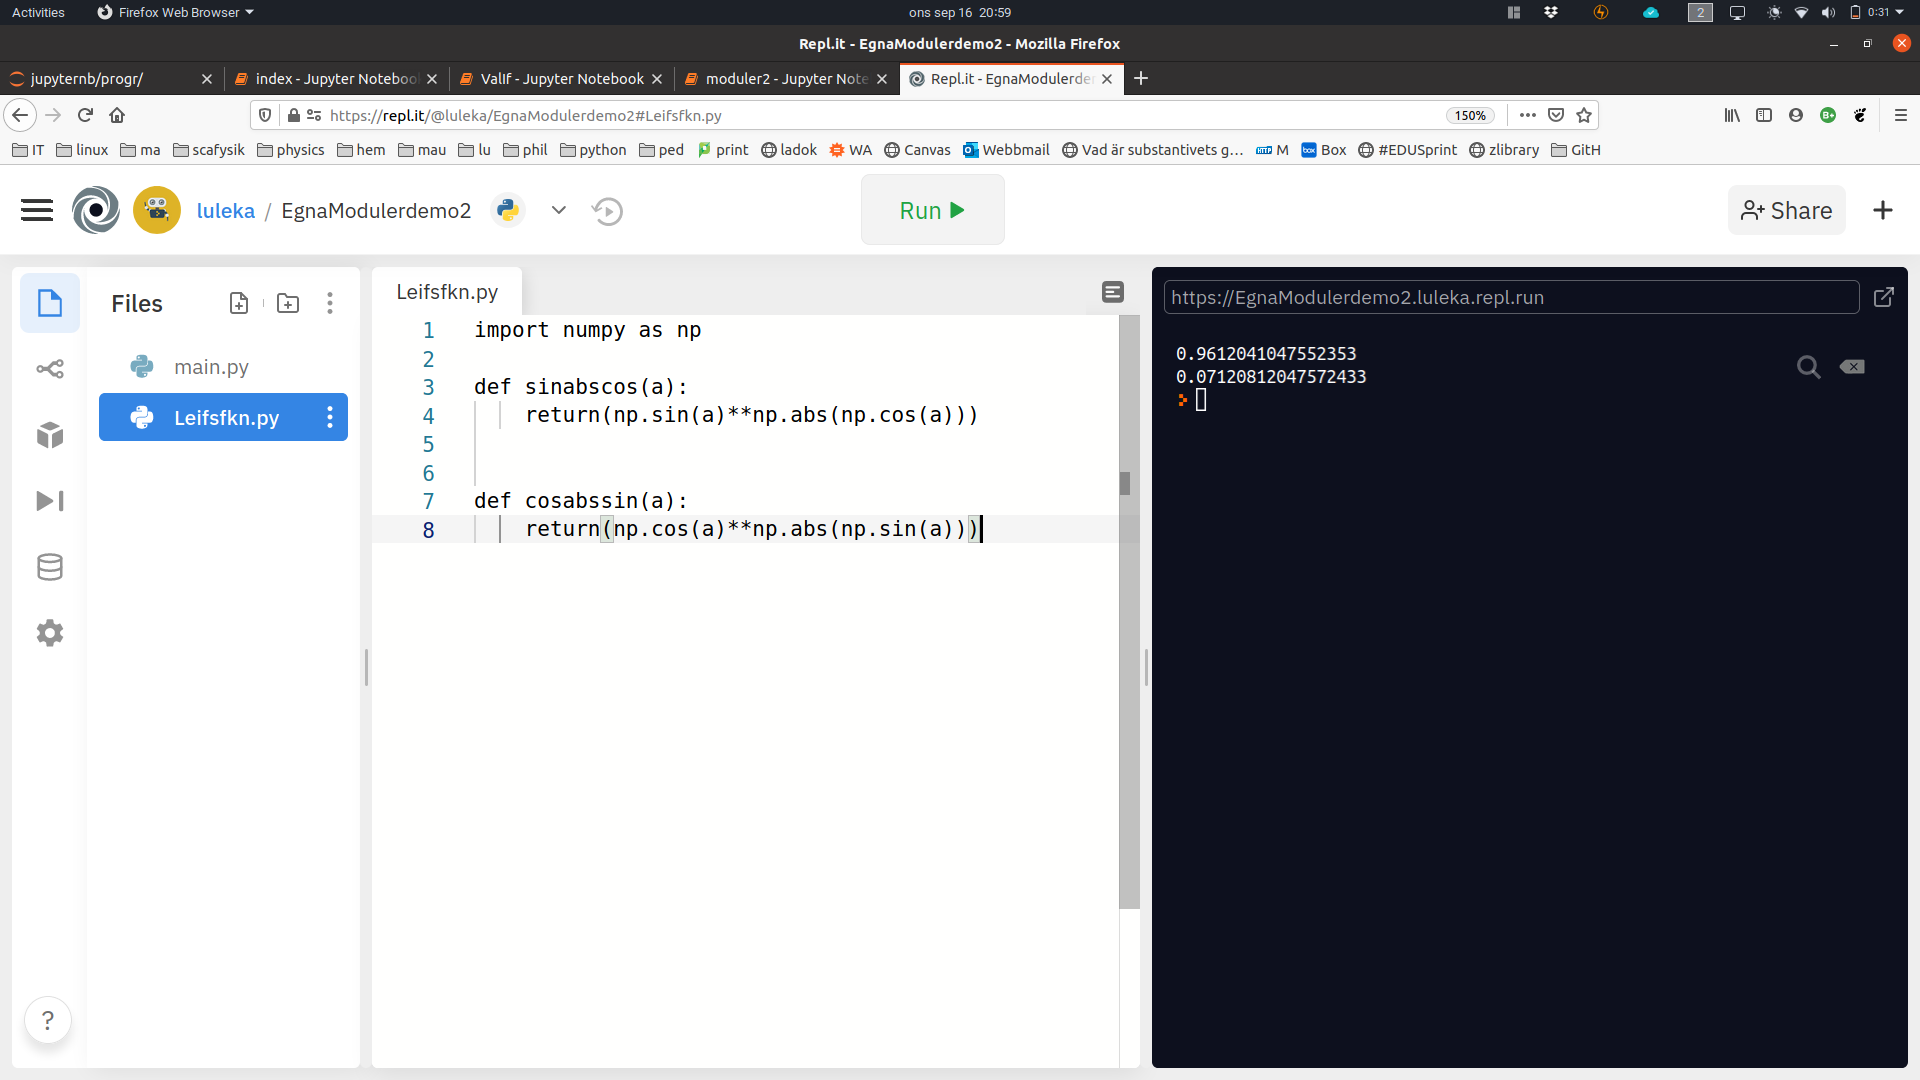 Activities Firefox Web Browser ons sep 16 20:59 2 0:31
Repl.it - EgnaModulerdemo2 - Mozilla Firefox
jupyternb/progr/ index - Jupyter Noteboo ValIf - Jupyter Notebook moduler2 - Jupyter Note Repl.it - EgnaModulerde
https://repl.it/@luleka/EgnaModulerdemo2#Leifsfkn.py 150%
IT linux ma scafysik physics hem mau lu phil python ped print ladok WA Canvas Webbmail Vad är substantivets g... M Box #EDUSprint zlibrary GitH
luleka / EgnaModulerdemo2 Run Share
Files
main.py
Leifsfkn.py
?
Leifsfkn.py
1 import numpy as np
2
3 def sinabscos(a):
4 return(np.sin(a)**np.abs(np.cos(a)))
5
6
7 def cosabssin(a):
8 return(np.cos(a)**np.abs(np.sin(a)))
https://EgnaModulerdemo2.luleka.repl.run
0.9612041047552353
0.07120812047572433